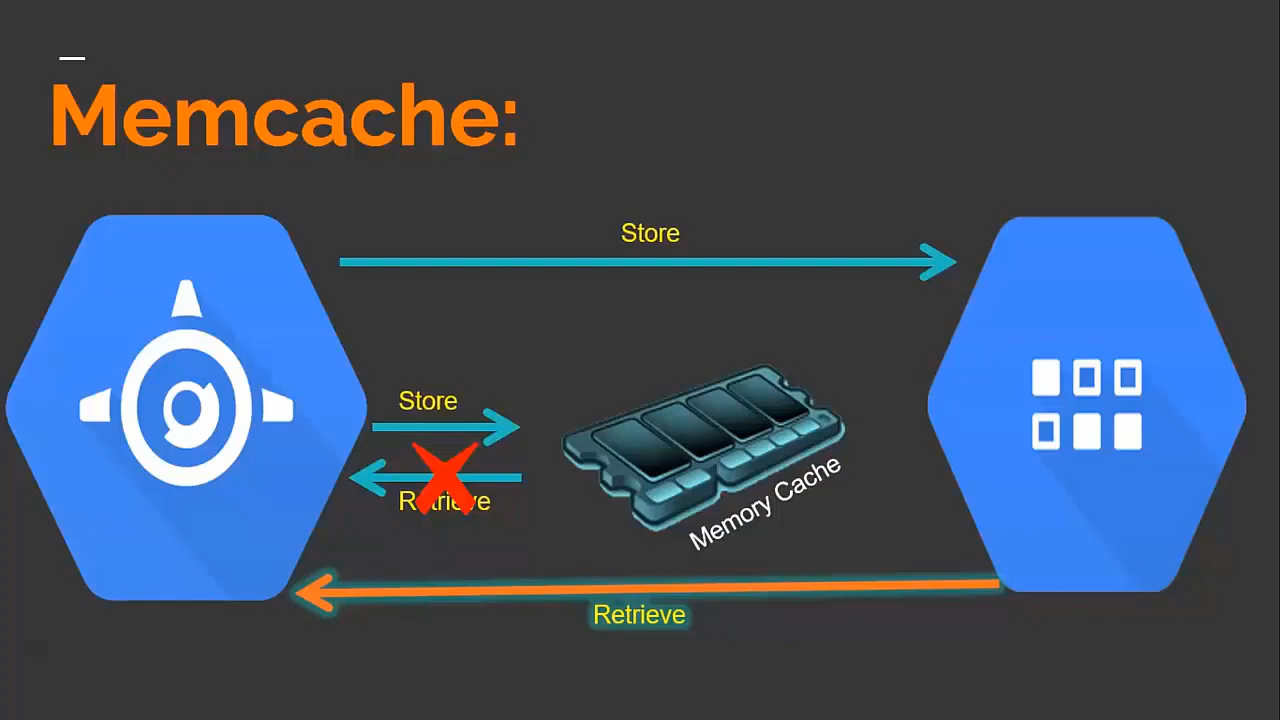 Memcache:
Store
Store
Retrieve
Memory Cache
Retrieve